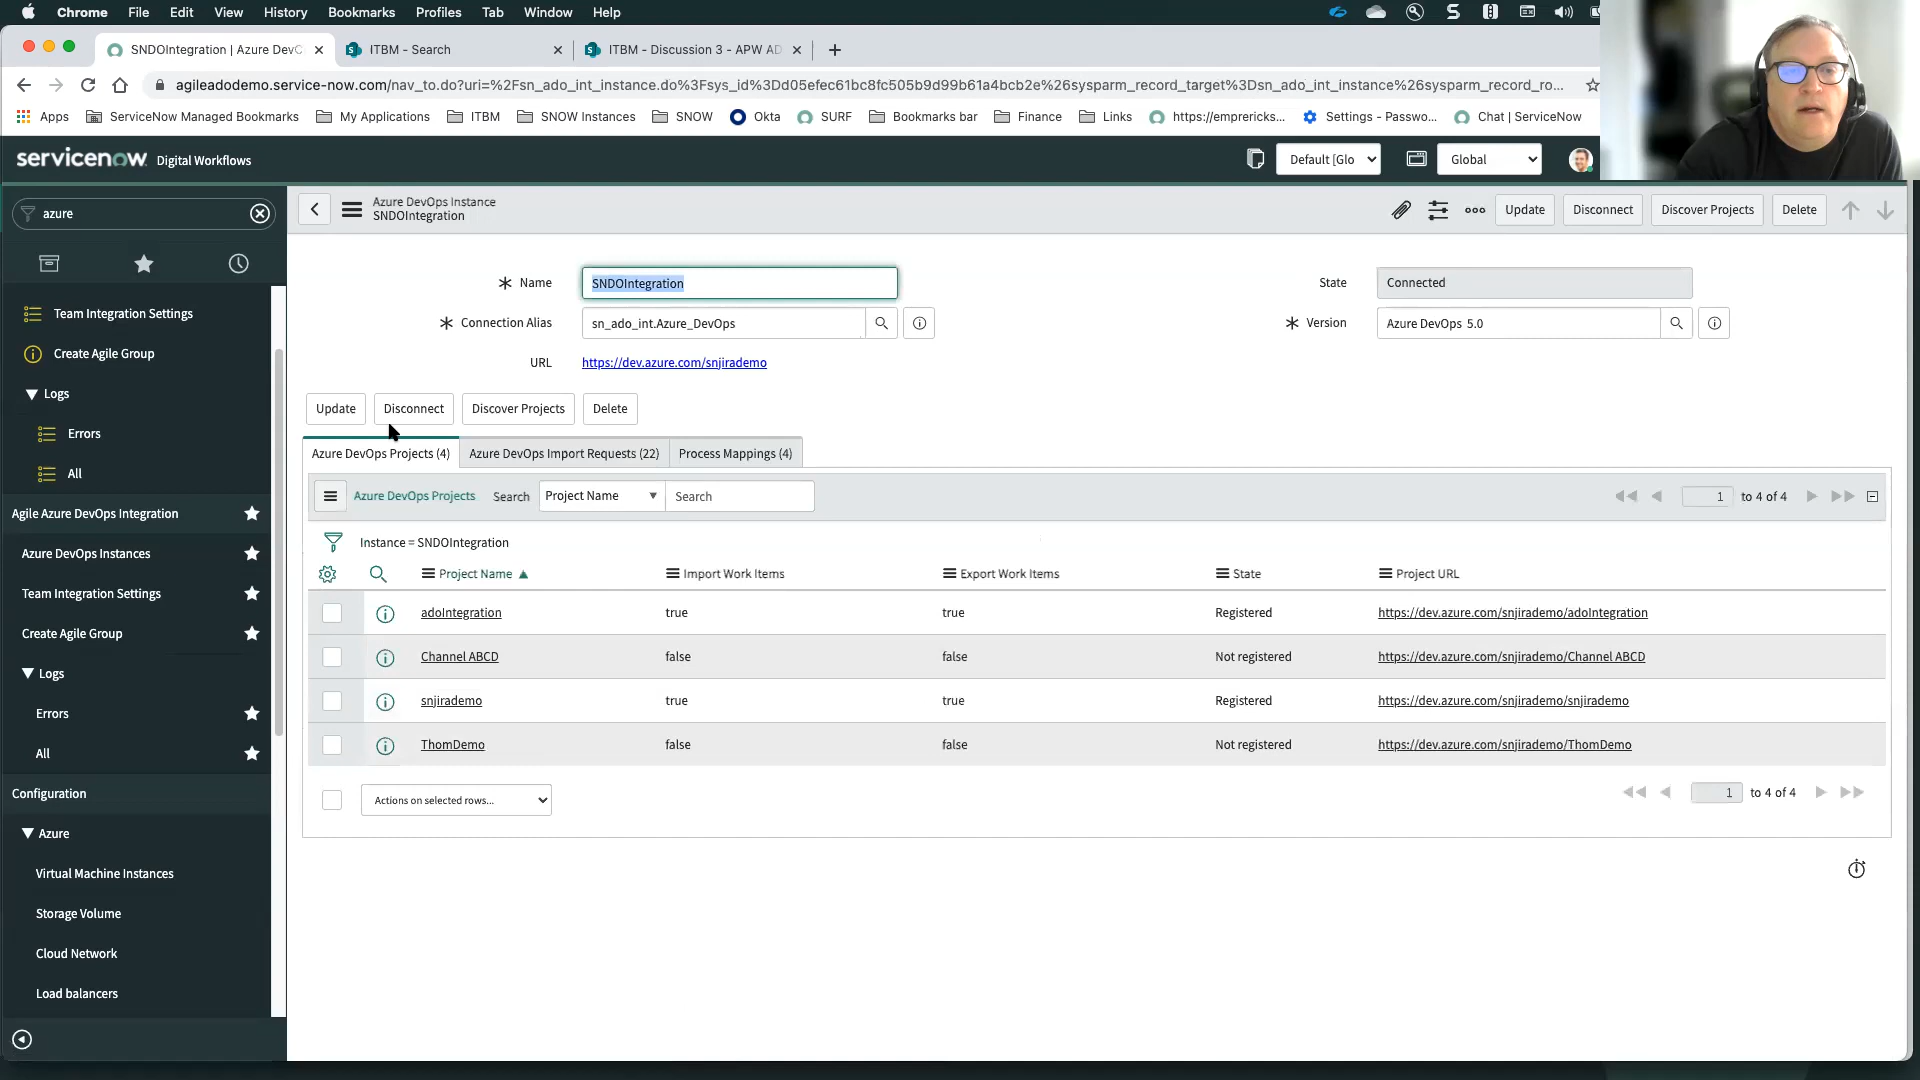 Chrome File Edit View History Bookmarks Profiles Tab Window Help
SNDOIntegration | Azure DevC
ITBM - Search
ITBM - Discussion 3 - APW AD
agileadodemo.service-now.com/nav_to.do?uri=%2Fsn_ado_int_instance.do%3Fsys_id%3Dd05efec61bc8fc505b9d99b61a4bcb2e%26sysparm_record_target%3Dsn_ado_int_instance%26sysparm_record_ro...
Apps ServiceNow Managed Bookmarks My Applications ITBM SNOW Instances SNOW Okta SURF Bookmarks bar Finance Links https://emprericks... Settings - Passwo... Chat | ServiceNow
servicenow Digital Workflows
Default [Glo
Global
azure
Team Integration Settings
Create Agile Group
Logs
Errors
All
Agile Azure DevOps Integration
Azure DevOps Instances
Team Integration Settings
Create Agile Group
Logs
Errors
All
Configuration
Azure
Virtual Machine Instances
Storage Volume
Cloud Network
Load balancers
Azure DevOps Instance
SNDOIntegration
Update Disconnect Discover Projects Delete
Name SNDOIntegration
State Connected
Connection Alias sn_ado_int.Azure_DevOps
Version Azure DevOps 5.0
URL https://dev.azure.com/snjirademo
Update Disconnect Discover Projects Delete
Azure DevOps Projects (4) Azure DevOps Import Requests (22) Process Mappings (4)
Azure DevOps Projects Search Project Name Search 1 to 4 of 4
Instance = SNDOIntegration
Project Name Import Work Items Export Work Items State Project URL
adoIntegration true true Registered https://dev.azure.com/snjirademo/adoIntegration
Channel ABCD false false Not registered https://dev.azure.com/snjirademo/Channel ABCD
snjirademo true true Registered https://dev.azure.com/snjirademo/snjirademo
ThomDemo false false Not registered https://dev.azure.com/snjirademo/ThomDemo
Actions on selected rows... 1 to 4 of 4